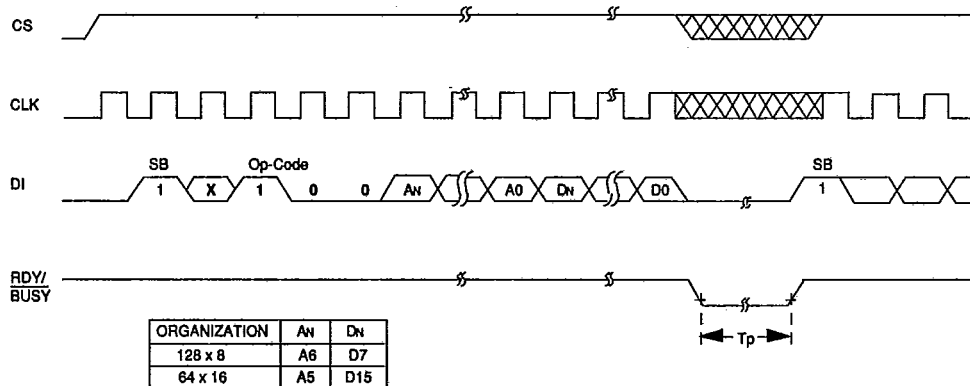 CS
CLK
SB Op-Code SB
DI 1 X 1 0 0 AN A0 DN D0 1
RDY/
BUSY
Tp
ORGANIZATION AN DN
128 x 8 A6 D7
64 x 16 A5 D15